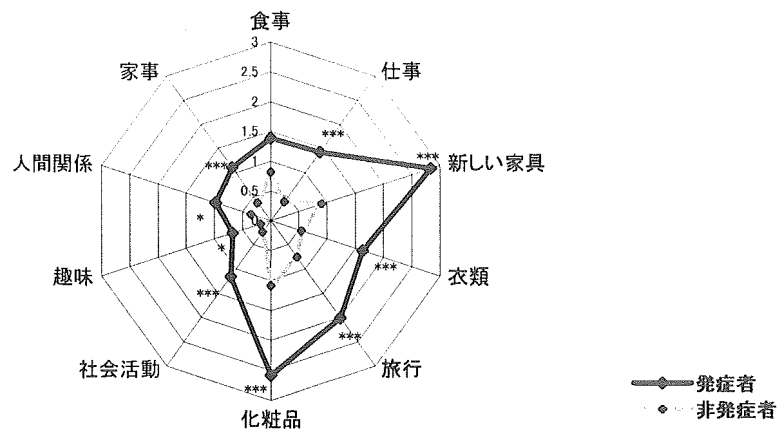 食事
3
2.5
2
1.5
1
0.5
0
仕事
***
新しい家具
***
衣類
***
旅行
***
化粧品
***
社会活動
***
趣味
*
人間関係
*
家事
***
発症者
非発症者